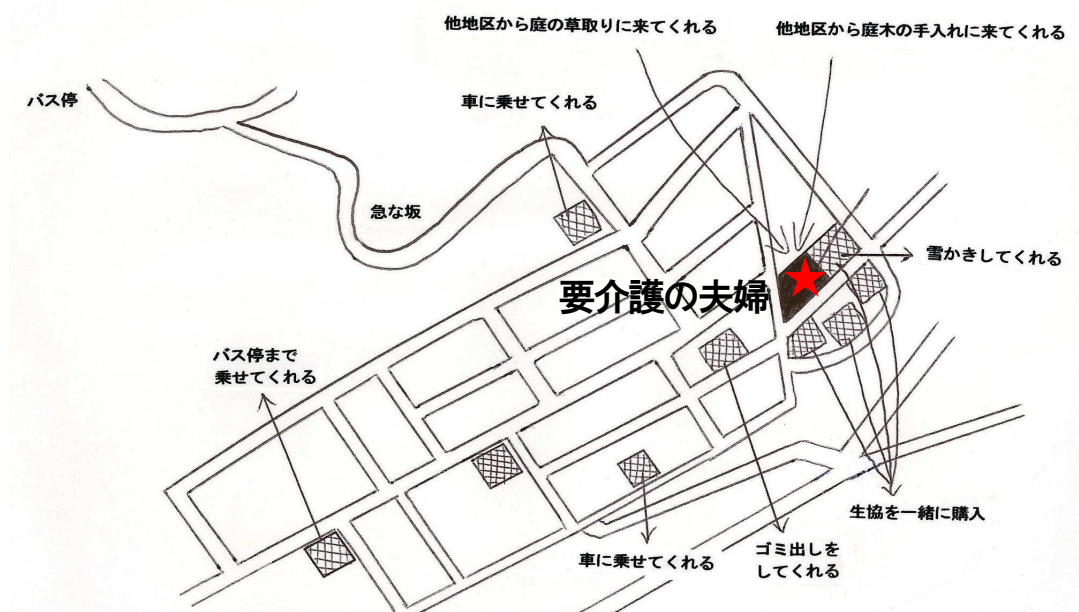 他地区から庭の草取りに来てくれる
他地区から庭木の手入れに来てくれる
バス停
車に乗せてくれる
急な坂
雪かきしてくれる
要介護の夫婦
バス停まで
乗せてくれる
生協を一緒に購入
車に乗せてくれる
ゴミ出しを
してくれる